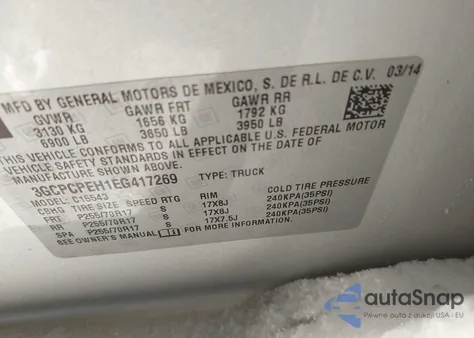 MFD BY GENERAL MOTORS DE MEXICO, S. DE R.L. DE C.V. 03/14
GVWR GAWR FRT GAWR RR
3130 KG 1656 KG 1792 KG
6900 LB 3650 LB 3950 LB
THIS VEHICLE CONFORMS TO ALL APPLICABLE U.S. FEDERAL MOTOR
VEHICLE SAFETY STANDARDS IN EFFECT ON THE DATE OF
MANUFACTURE SHOWN ABOVE.
3GCPCPEH1EG417269 TYPE: TRUCK
MODEL: C15543
TIRE SIZE SPEED RTG RIM COLD TIRE PRESSURE
P255/70R17 S 17X8J 240KPA(35PSI)
RR P255/70R17 S 17X8J 240KPA(35PSI)
SPA P255/70R17 S 17X7.5J 240KPA(35PSI)
SEE OWNER'S MANUAL FOR MORE INFORMATION.
autoSnap
Pewne auto z USA - EU